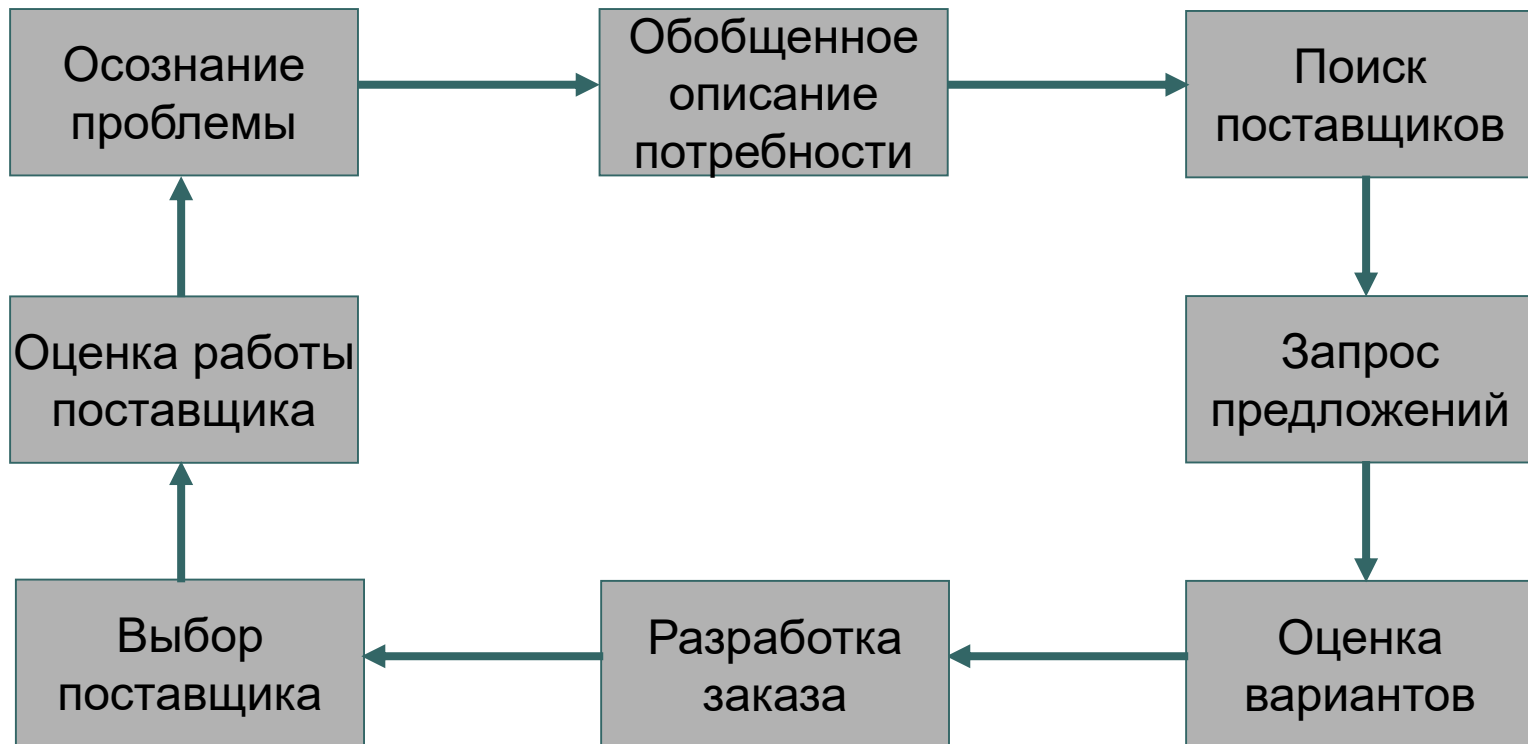 Осознание
проблемы
Обобщенное
описание
потребности
Поиск
поставщиков
Запрос
предложений
Оценка
вариантов
Разработка
заказа
Выбор
поставщика
Оценка работы
поставщика